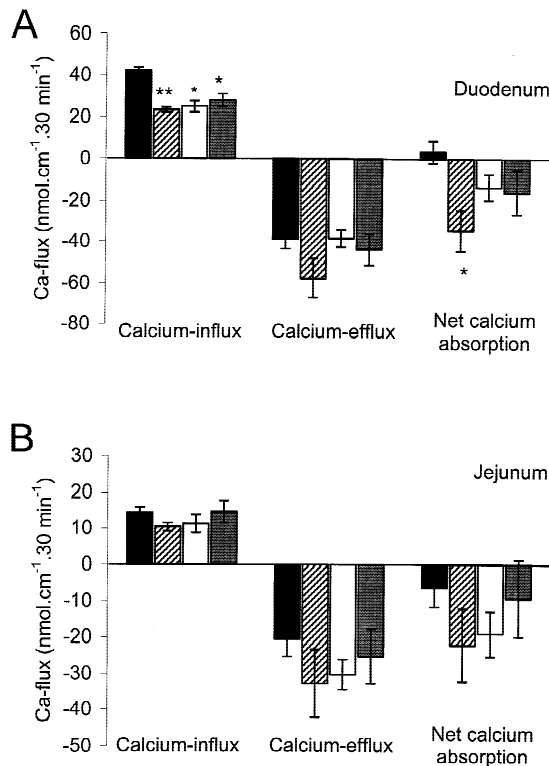 A
Duodenum
Ca-flux (nmol.cm-1.30 min-1)
60
40
20
0
-20
-40
-60
-80
**
*
*
*
Calcium-influx
Calcium-efflux
Net calcium
absorption
B
Jejunum
Ca-flux (nmol.cm-1.30 min-1)
30
20
10
0
-10
-20
-30
-40
-50
Calcium-influx
Calcium-efflux
Net calcium
absorption